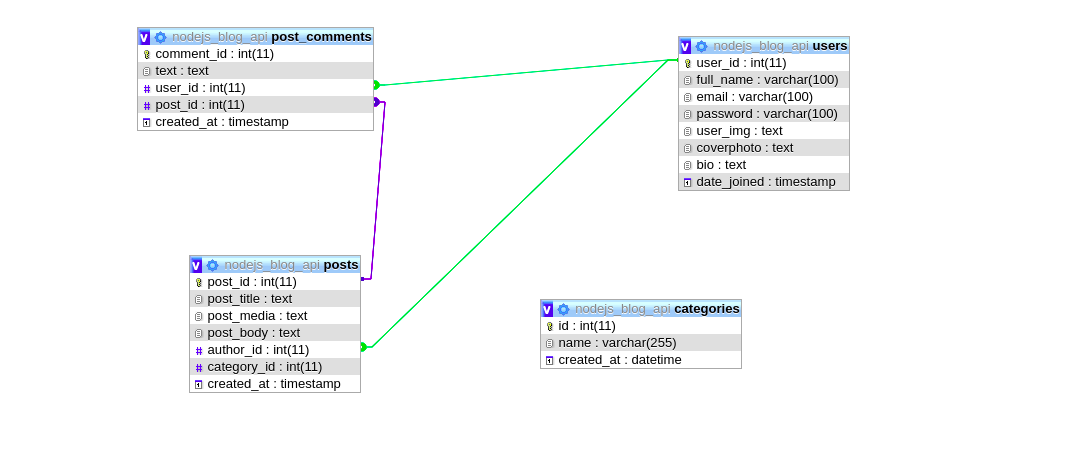 v nodejs_blog_api post_comments
comment_id : int(11)
text : text
# user_id : int(11)
# post_id : int(11)
created_at : timestamp
v nodejs_blog_api users
user_id : int(11)
full_name : varchar(100)
email : varchar(100)
password : varchar(100)
user_img : text
coverphoto : text
bio : text
date_joined : timestamp
v nodejs_blog_api posts
post_id : int(11)
post_title : text
post_media : text
post_body : text
# author_id : int(11)
# category_id : int(11)
created_at : timestamp
v nodejs_blog_api categories
id : int(11)
name : varchar(255)
created_at : datetime